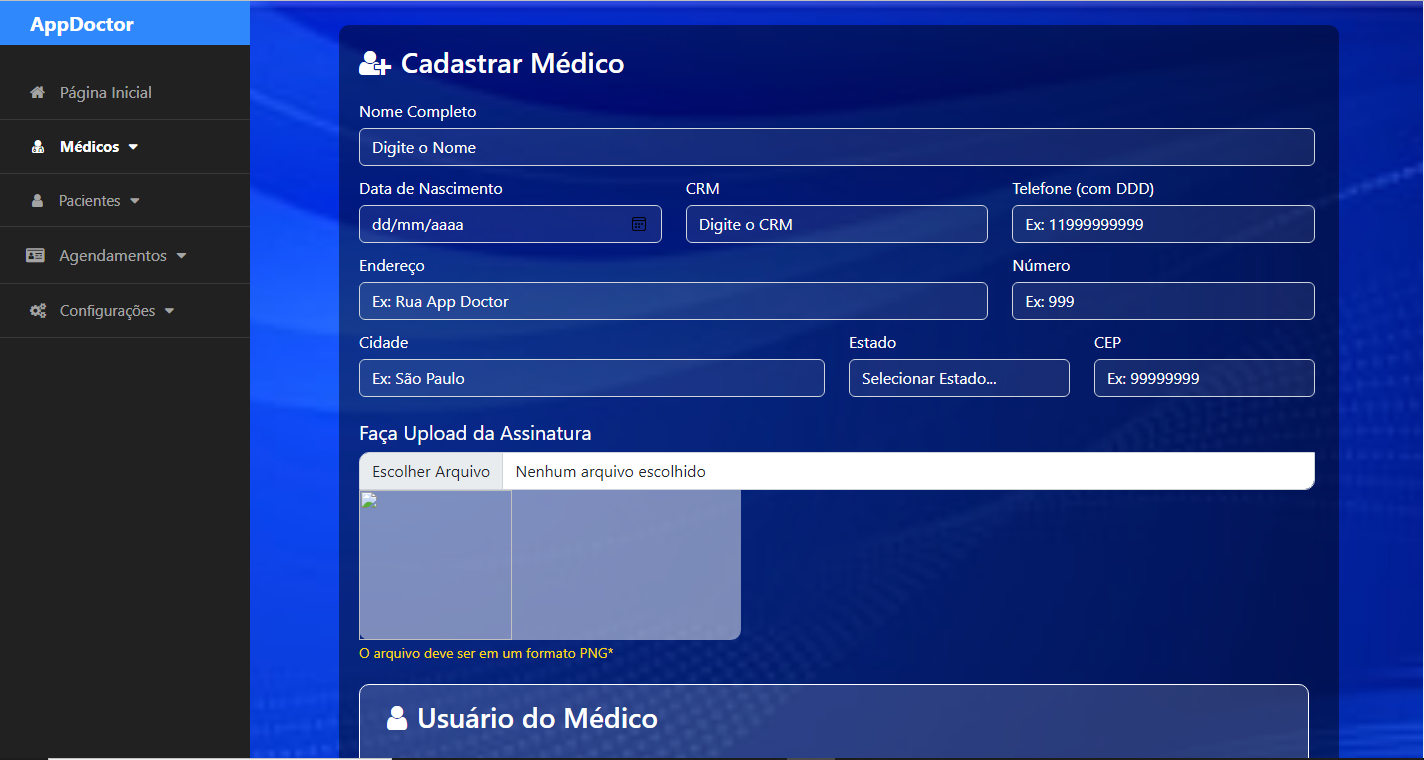 AppDoctor
Página Inicial
Médicos
Pacientes
Agendamentos
Configurações
Cadastrar Médico
Nome Completo
Digite o Nome
Data de Nascimento CRM Telefone (com DDD)
dd/mm/aaaa Digite o CRM Ex: 11999999999
Endereço Número
Ex: Rua App Doctor Ex: 999
Cidade Estado CEP
Ex: São Paulo Selecionar Estado... Ex: 99999999
Faça Upload da Assinatura
Escolher Arquivo Nenhum arquivo escolhido
O arquivo deve ser em um formato PNG*
Usuário do Médico